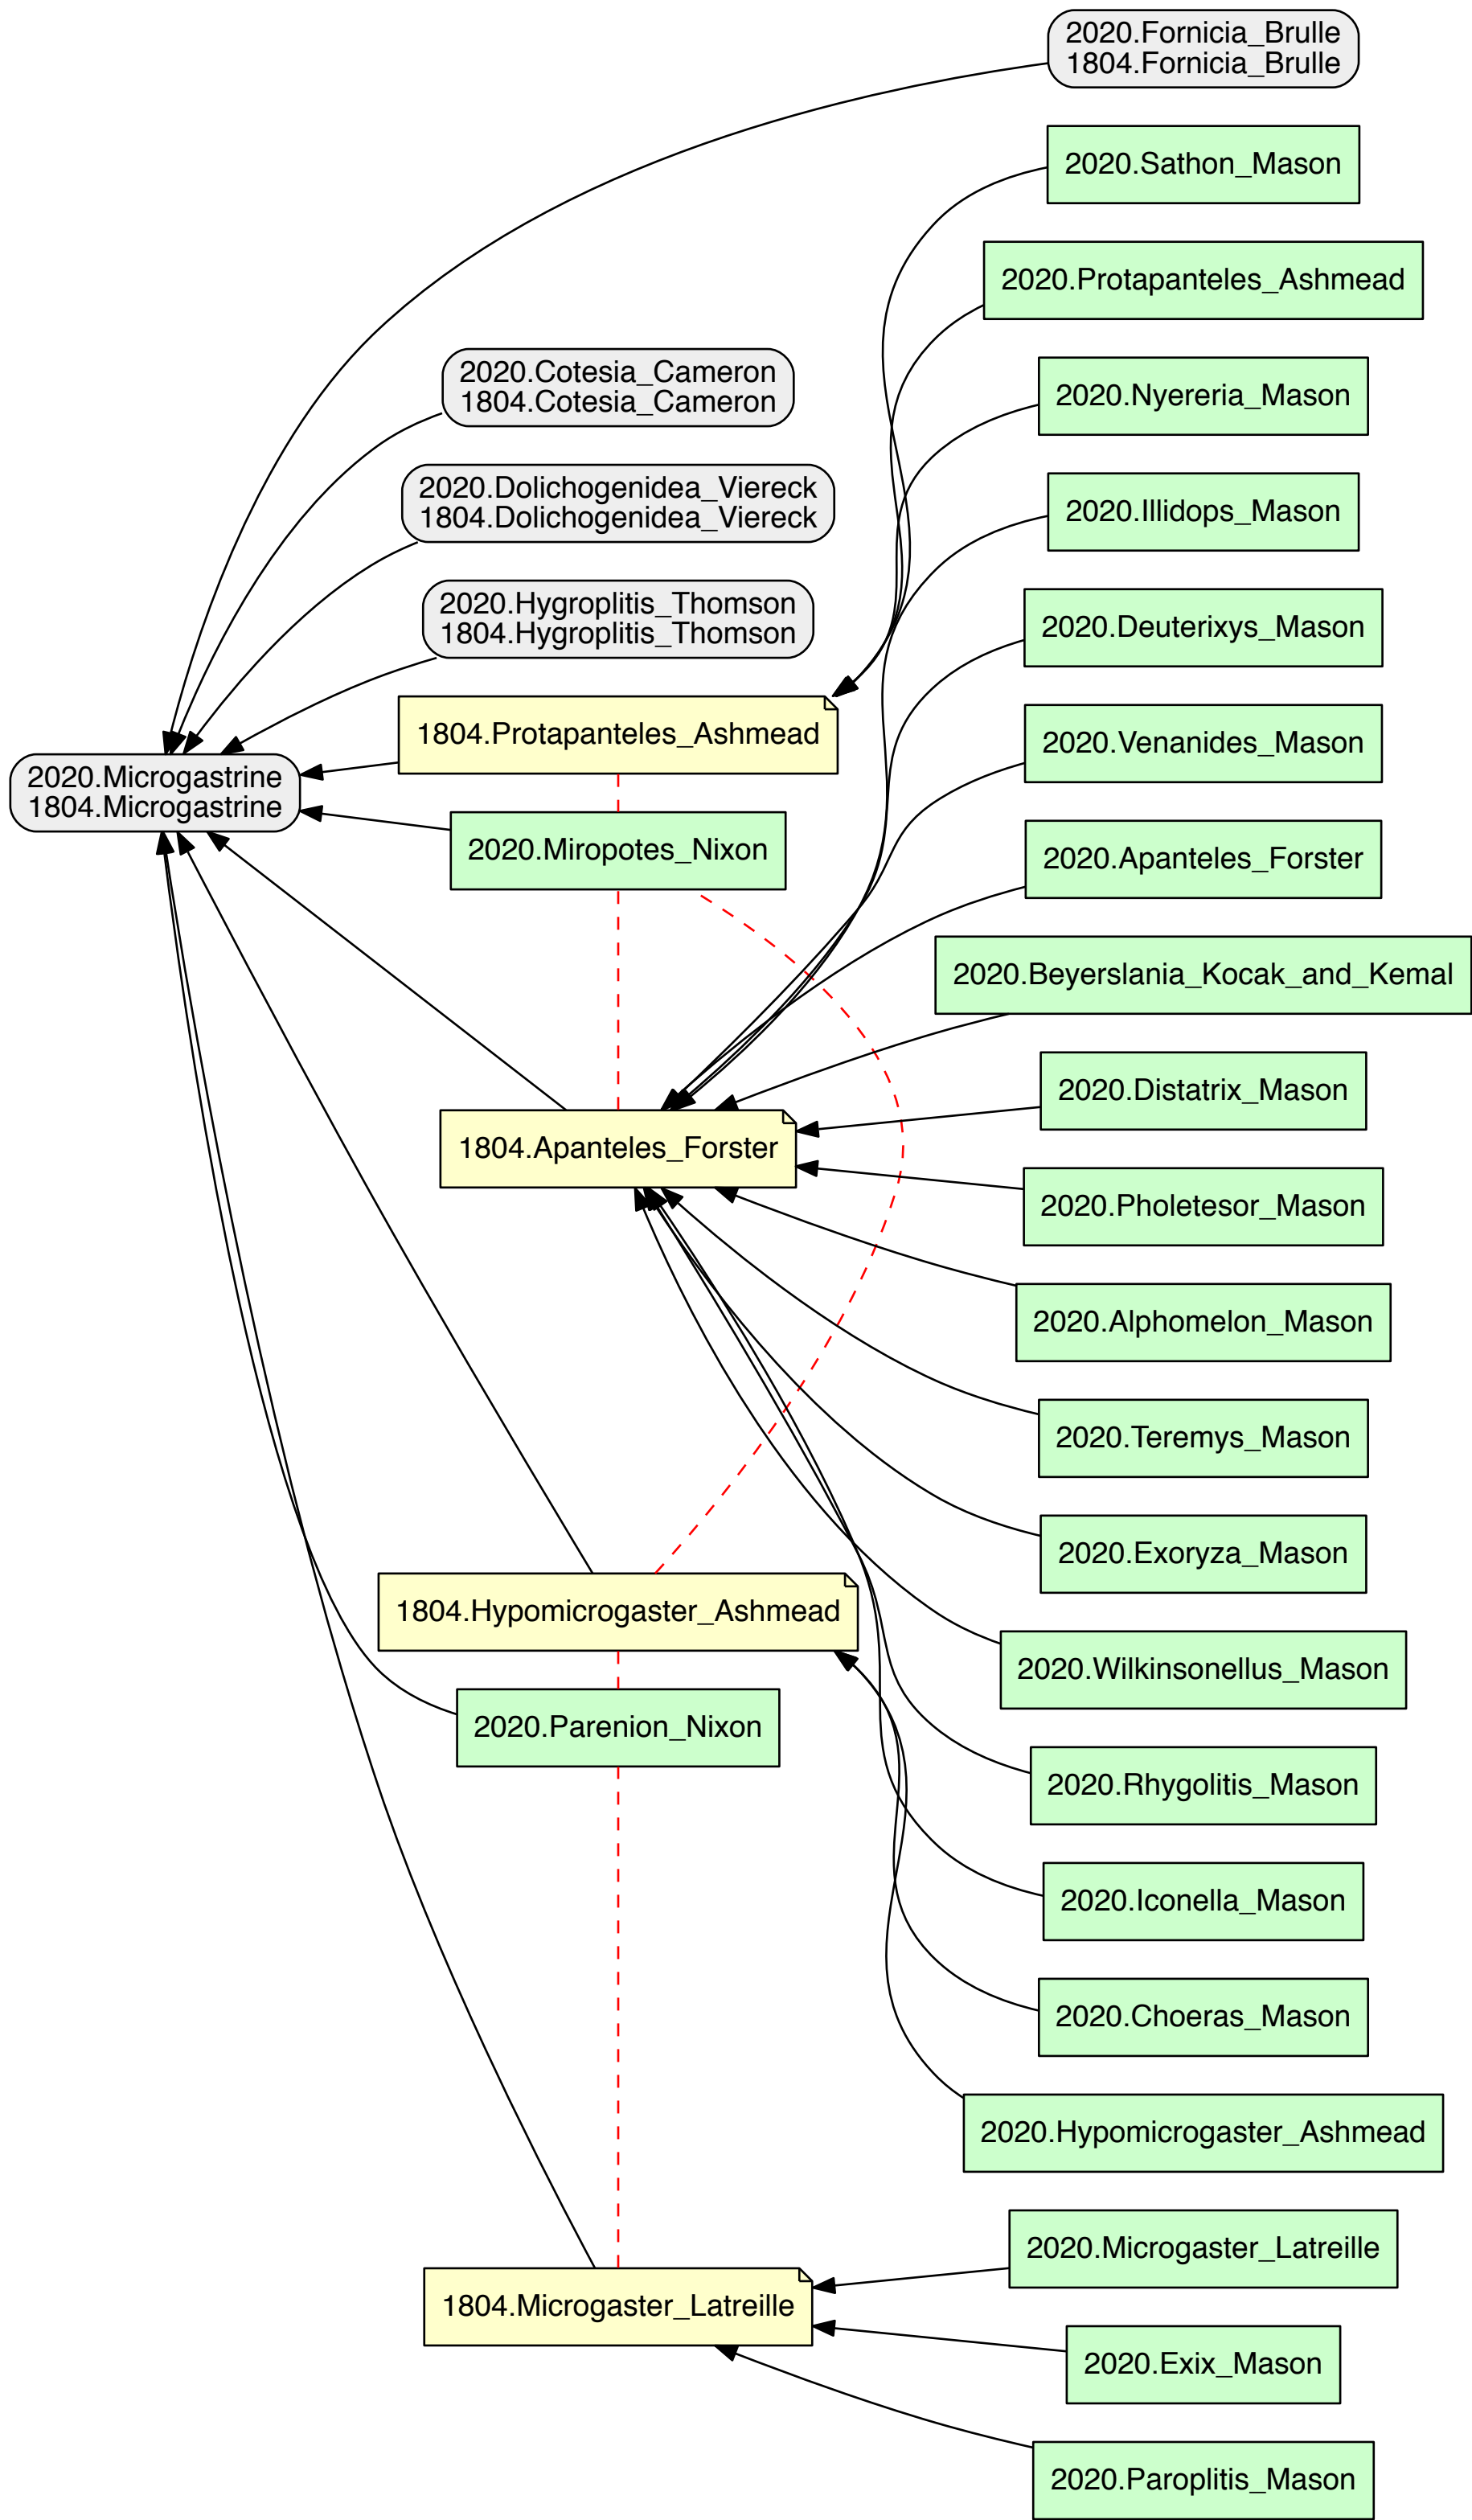 2020.Fornicia_Brulle
1804.Fornicia_Brulle
2020.Sathon_Mason
2020.Protapanteles_Ashmead
2020.Cotesia_Cameron
1804.Cotesia_Cameron
2020.Nyereria_Mason
2020.Dolichogenidea_Viereck
1804.Dolichogenidea_Viereck
2020.Illidops_Mason
2020.Hygroplitis_Thomson
1804.Hygroplitis_Thomson
2020.Deuterixys_Mason
1804.Protapanteles_Ashmead
2020.Venanides_Mason
2020.Microgastrine
1804.Microgastrine
2020.Miropotes_Nixon
2020.Apanteles_Forster
2020.Beyerslania_Kocak_and_Kemal
2020.Distatrix_Mason
1804.Apanteles_Forster
2020.Pholetesor_Mason
2020.Alphomelon_Mason
2020.Teremys_Mason
2020.Exoryza_Mason
1804.Hypomicrogaster_Ashmead
2020.Wilkinsonellus_Mason
2020.Parenion_Nixon
2020.Rhygolitis_Mason
2020.Iconella_Mason
2020.Choeras_Mason
2020.Hypomicrogaster_Ashmead
2020.Microgaster_Latreille
1804.Microgaster_Latreille
2020.Exix_Mason
2020.Paroplitis_Mason